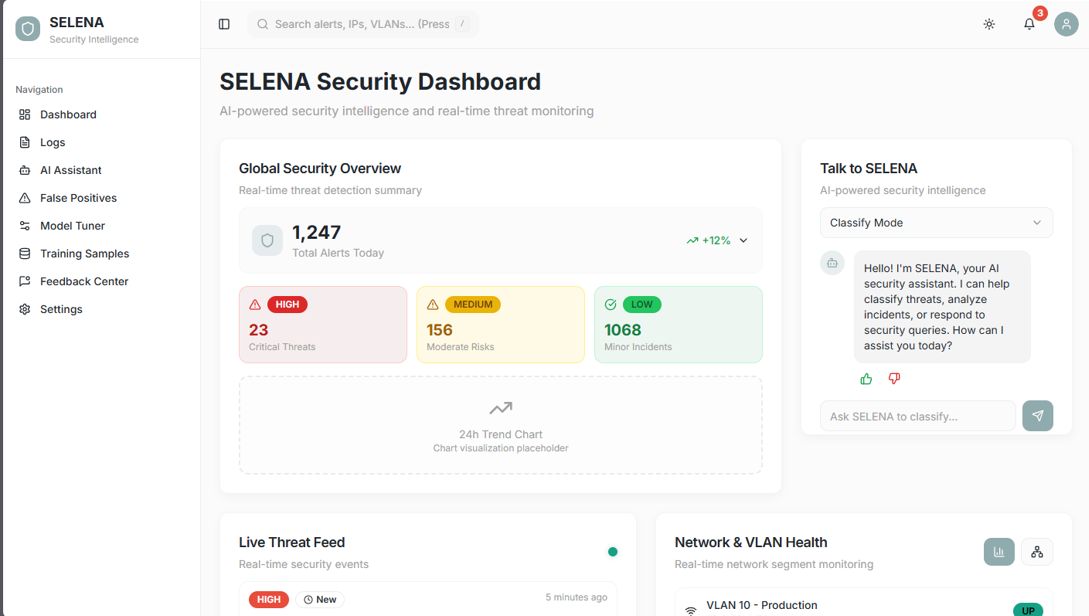 SELENA
Security Intelligence
Navigation
Dashboard
Logs
AI Assistant
False Positives
Model Tuner
Training Samples
Feedback Center
Settings
Search alerts, IPs, VLANs... (Press /
3
SELENA Security Dashboard
AI-powered security intelligence and real-time threat monitoring
Global Security Overview
Real-time threat detection summary
1,247
Total Alerts Today
+12%
HIGH
23
Critical Threats
MEDIUM
156
Moderate Risks
LOW
1068
Minor Incidents
24h Trend Chart
Chart visualization placeholder
Talk to SELENA
AI-powered security intelligence
Classify Mode
Hello! I'm SELENA, your AI
security assistant. I can help
classify threats, analyze
incidents, or respond to
security queries. How can I
assist you today?
Ask SELENA to classify...
Live Threat Feed
Real-time security events
HIGH
New
5 minutes ago
Network & VLAN Health
Real-time network segment monitoring
VLAN 10 - Production
UP